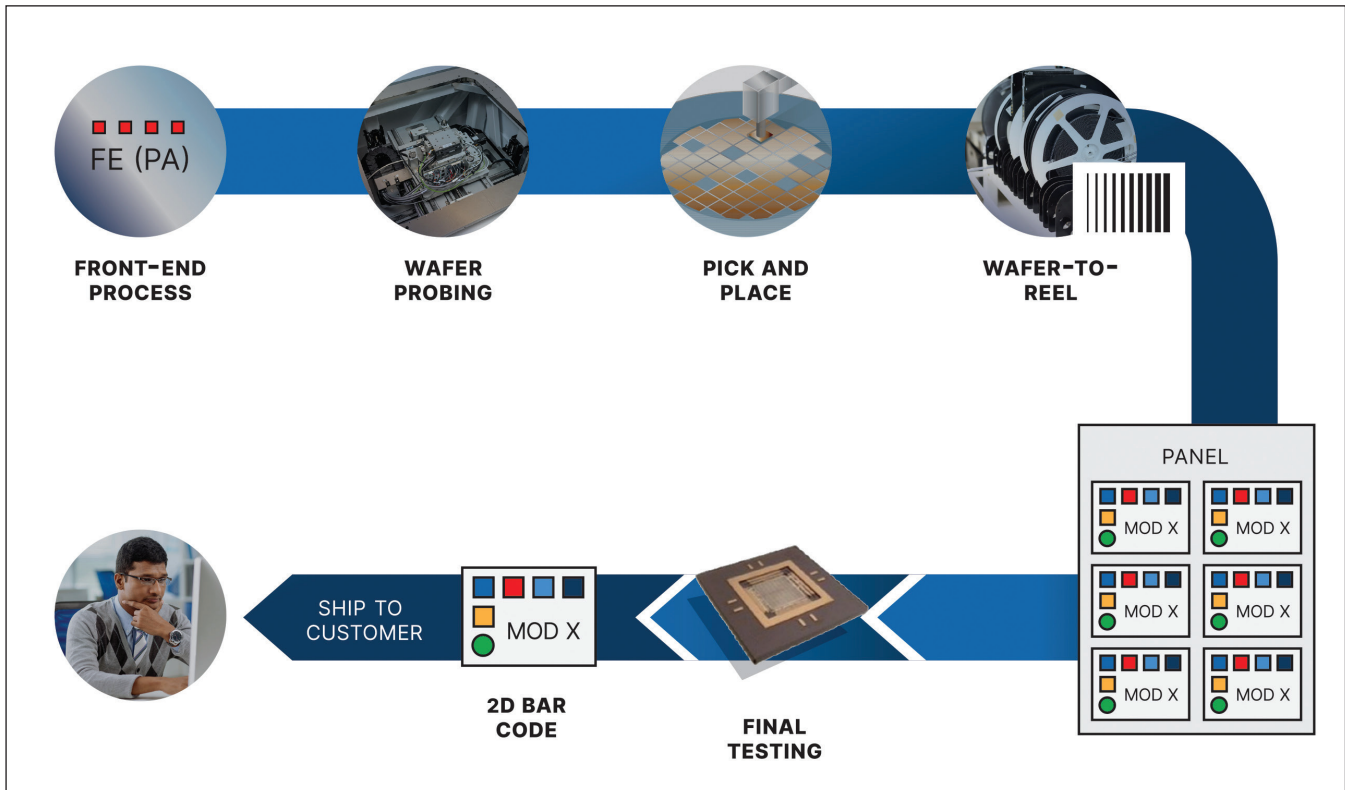 FE (PA)
FRONT-END
PROCESS
WAFER
PROBING
PICK AND
PLACE
WAFER-TO-
REEL
PANEL
MOD X
MOD X
MOD X
MOD X
MOD X
MOD X
SHIP TO
CUSTOMER
MOD X
2D BAR
CODE
FINAL
TESTING